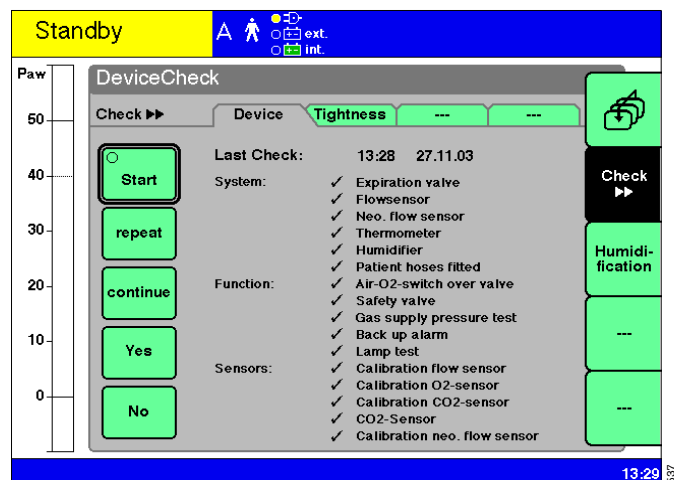 Standby
A
ext.
int.
Paw
DeviceCheck
Check ▶▶
Device
Tightness
---
---
Last Check: 13:28 27.11.03
50
40
30
20
10
0
Start
repeat
continue
Yes
No
System: ✓ Expiration valve
✓ Flowsensor
✓ Neo. flow sensor
✓ Thermometer
✓ Humidifier
✓ Patient hoses fitted
Function: ✓ Air-O2-switch over valve
✓ Safety valve
✓ Gas supply pressure test
✓ Back up alarm
✓ Lamp test
Sensors: ✓ Calibration flow sensor
✓ Calibration O2-sensor
✓ Calibration CO2-sensor
✓ CO2-Sensor
✓ Calibration neo. flow sensor
Check
▶▶
Humidi-
fication
---
---
13:29
537